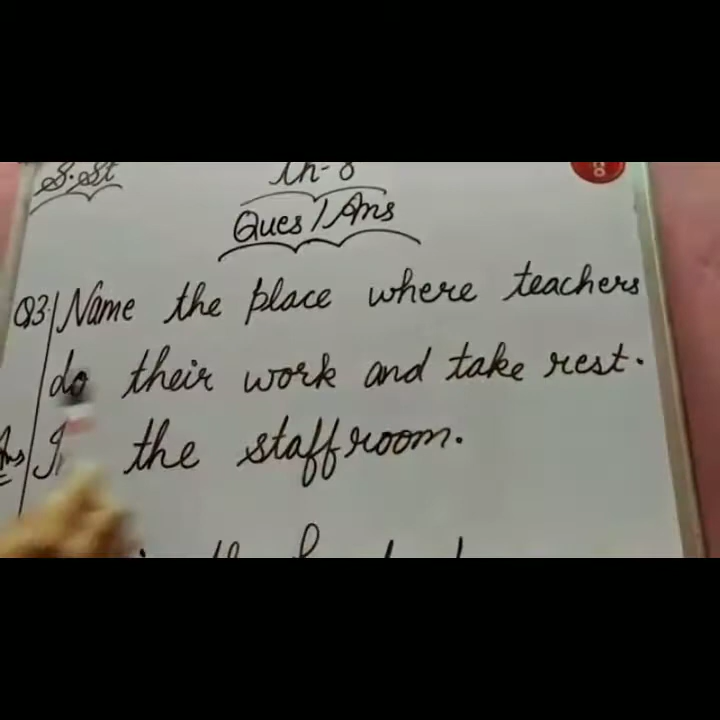 S.St
Ch-8
Ques/Ans
Q3. Name the place where teachers
do their work and take rest.
Ans In the staffroom.